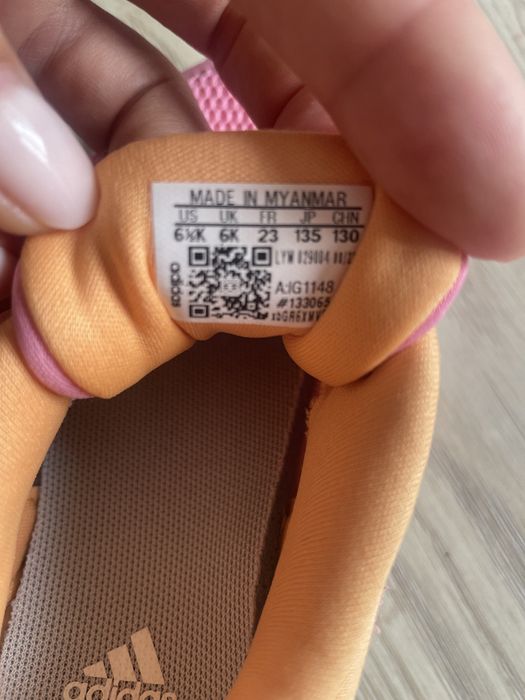 MADE IN MYANMAR
US UK FR JP CHN
6½K 6K 23 135 130
LYW 029004
A:IG1148
#133065
adidas
adidas